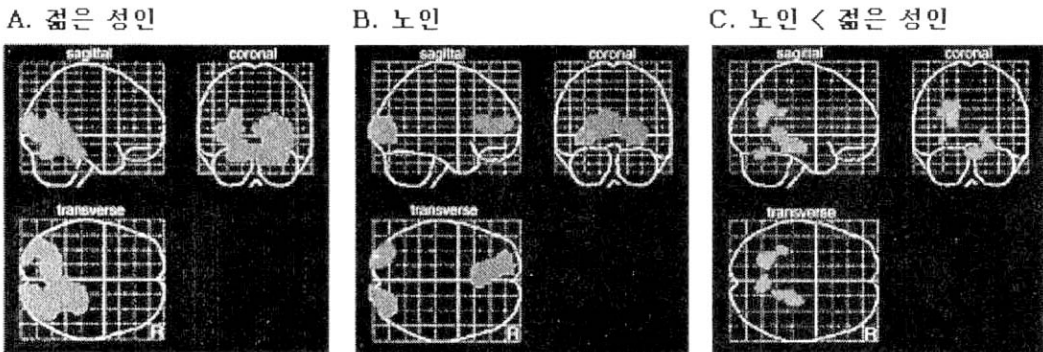 A. 젊은 성인
B. 노인
C. 노인 < 젊은 성인
sagittal
coronal
transverse
R
sagittal
coronal
transverse
R
sagittal
coronal
transverse
R